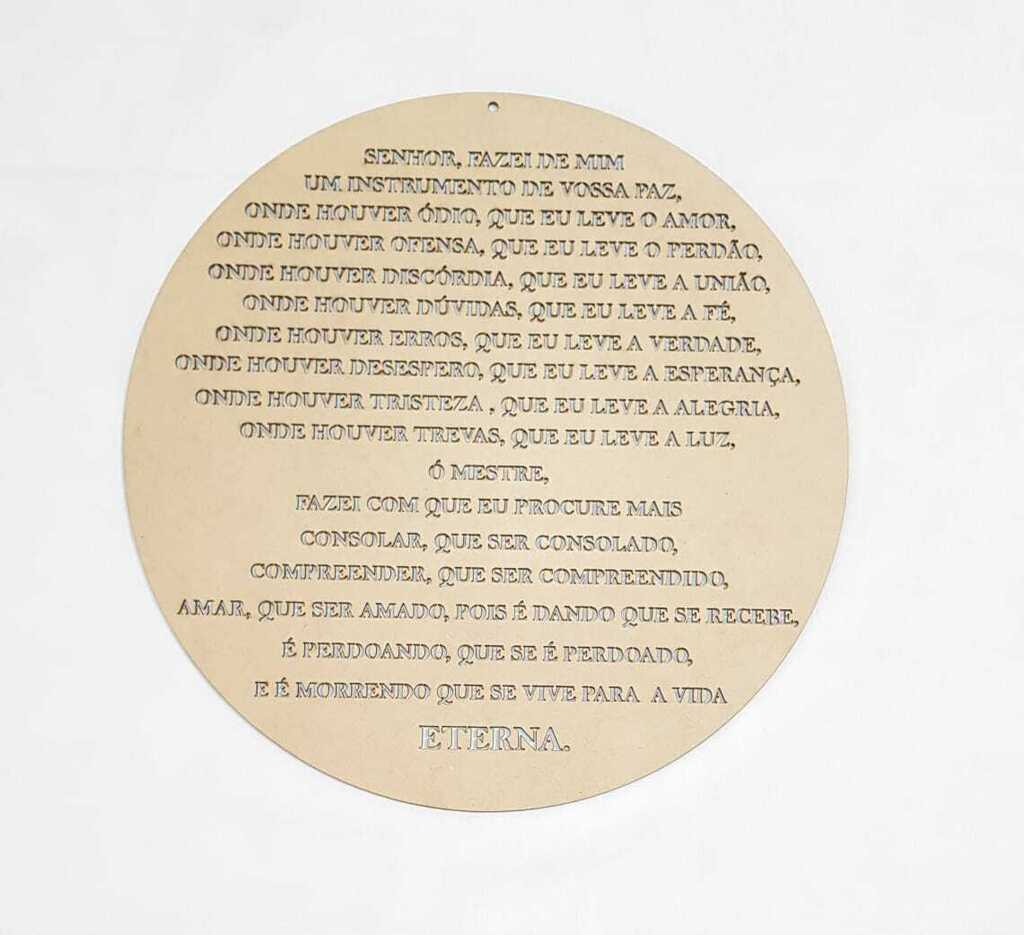 SENHOR, FAZEI DE MIM
UM INSTRUMENTO DE VOSSA PAZ,
ONDE HOUVER ÓDIO, QUE EU LEVE O AMOR,
ONDE HOUVER OFENSA, QUE EU LEVE O PERDÃO,
ONDE HOUVER DISCÓRDIA, QUE EU LEVE A UNIÃO,
ONDE HOUVER DÚVIDAS, QUE EU LEVE A FÉ,
ONDE HOUVER ERROS, QUE EU LEVE A VERDADE,
ONDE HOUVER DESESPERO, QUE EU LEVE A ESPERANÇA,
ONDE HOUVER TRISTEZA , QUE EU LEVE A ALEGRIA,
ONDE HOUVER TREVAS, QUE EU LEVE A LUZ,
Ó MESTRE,
FAZEI COM QUE EU PROCURE MAIS
CONSOLAR, QUE SER CONSOLADO,
COMPREENDER, QUE SER COMPREENDIDO,
AMAR, QUE SER AMADO, POIS É DANDO QUE SE RECEBE,
É PERDOANDO, QUE SE É PERDOADO,
E É MORRENDO QUE SE VIVE PARA A VIDA
ETERNA.